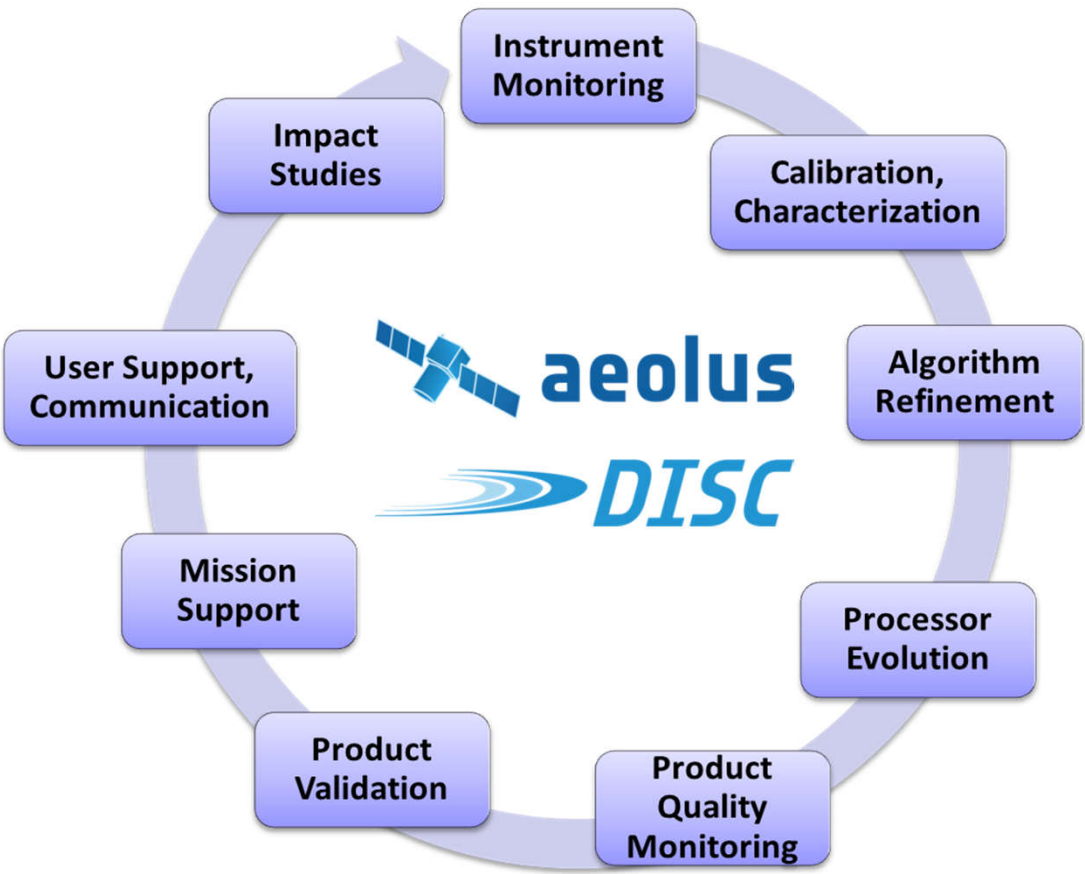 Instrument
Monitoring
Calibration,
Characterization
Algorithm
Refinement
Processor
Evolution
Product
Quality
Monitoring
Product
Validation
Mission
Support
User Support,
Communication
Impact
Studies
aeolus
DISC